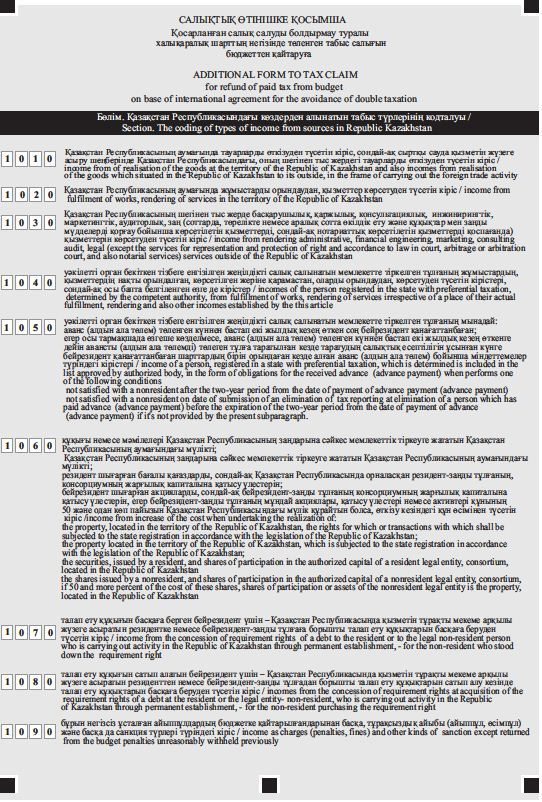 САЛЫҚТЫҚ ӨТІНІШКЕ ҚОСЫМША
Қосарланған салық салуды болдырмау туралы
халықаралық шарттың негізінде төленген табыс салығын
бюджеттен қайтаруға
ADDITIONAL FORM TO TAX CLAIM
for refund of paid tax from budget
on base of international agreement for the avoidance of double taxation
Бөлім. Қазақстан Республикасындағы көздерден алынатын табыс түрлерінің кодталуы /
Section. The coding of types of income from sources in Republic Kazakhstan
1010
Қазақстан Республикасының аумағында тауарларды өткізуден түсетін кіріс, сондай-ақ сыртқы сауда қызметін жүзеге
асыру шеңберінде Қазақстан Республикасындағы, оның шегінен тыс жердегі тауарларды өткізуден түсетін кіріс /
income from of realisation of the goods at the territory of the Republic of Kazakhstan and also incomes from realisation
of the goods which situated in the Republic of Kazakhstan to its outside, in the frame of carrying out the foreign trade activity
1020
Қазақстан Республикасының аумағында жұмыстарды орындаудан, қызметтер көрсетуден түсетін кіріс / income from
fulfilment of works, rendering of services in the territory of the Republic of Kazakhstan
1030
Қазақстан Республикасының шегінен тыс жерде басқарушылық, қаржылық, консультациялық, инжинирингтік,
маркетингтік, аудиторлық, заң (соттарда, төрелікте немесе аралық сотта өкілдік ету және құқықтар мен заңды
мүдделерді қорғау бойынша көрсетілетін қызметтерді, сондай-ақ нотариаттық көрсетілетін қызметтерді қоспағанда)
қызметтерін көрсетуден түсетін кіріс / income from rendering administrative, financial engineering, marketing, consulting
audit, legal (except the services for representation and protection of right and accordance to law in court, arbitrage or arbitration
court, and also notarial services) services outside of the Republic of Kazakhstan
1040
уәкілетті орган бекіткен тізбеге енгізілген жеңілдікті салық салынатын мемлекетте тіркелген тұлғаның жұмыстардың,
қызметтердің нақты орындалған, көрсетілген жеріне қарамастан, оларды орындаудан, көрсетуден түсетін кірістері,
сондай-ақ осы бапта белгіленген өзге де кірістер / incomes of the person registered in the state with preferential taxation,
determined by the competent authority, from fulfillment of works, rendering of services irrespective of a place of their actual
fulfillment, rendering and also other incomes established by the this article
1050
уәкілетті орган бекіткен тізбеге енгізілген жеңілдікті салық салынатын мемлекетте тіркелген тұлғаның мынадай:
аванс (алдын ала төлем) төленген күннен бастап екі жылдық кезең өткен соң бейрезидент қанағаттандырмаған;
егер осы тармақшада өзгеше көзделмесе, аванс (алдын ала төлем) төленген күннен бастап екі жылдық кезең өткенге
дейін авансты (алдын ала төлемді) төлеген тұлға таратылған кезде таратудың салықтық есептілігін ұсынған күнге
бейрезидент қанағаттандырмаған шарттардың бірін орындаған кезде алған аванс (алдын ала төлем) бойынша міндеттемелер
түріндегі кірістері / income of a person, registered in a state with preferential taxation, which is determined is included in the
list approved by authorized body, in the form of obligations for the received advance (advance payment) when performs one
of the following conditions
not satisfied with a nonresident after the two-year period from the date of payment of advance payment (advance payment)
not satisfied with a nonresident on date of submission of an elimination of tax reporting at elimination of a person which has
paid advance (advance payment) before the expiration of the two-year period from the date of payment of advance
(advance payment) if it's not provided by the present subparagraph.
1060
құқығы немесе мәмілелері Қазақстан Республикасының заңдарына сәйкес мемлекеттік тіркеуге жататын Қазақстан
Республикасының аумағындағы мүлікті;
Қазақстан Республикасының заңдарына сәйкес мемлекеттік тіркеуге жататын Қазақстан Республикасының аумағындағы
мүлікті;
резидент шығарған бағалы қағаздарды, сондай-ақ Қазақстан Республикасында орналасқан резидент-заңды тұлғаның,
консорциумның жарғылық капиталына қатысу үлестерін;
бейрезидент шығарған акцияларды, сондай-ақ бейрезидент-заңды тұлғаның консорциумның жарғылық капиталына
қатысу үлестерін, егер бейрезидент-заңды тұлғаның мұндай акциялары, қатысу үлестері немесе активтері құнының
50 және одан көп пайызын Қазақстан Республикасындағы мүлік құрайтын болса, өткізу кезіндегі құн өсімінен түсетін
кіріс /income from increase of the cost when undertaking the realization of:
the property, located in the territory of the Republic of Kazakhstan, the rights for which or transactions with which shall be
subjected to the state registration in accordance with the legislation of the Republic of Kazakhstan;
the property located in the territory of the Republic of Kazakhstan, which is subjected to the state registration in accordance
with the legislation of the Republic of Kazakhstan;
the securities, issued by a resident, and shares of participation in the authorized capital of a resident legal entity, consortium,
located in the Republic of Kazakhstan
the shares issued by a nonresident, and shares of participation in the authorized capital of a nonresident legal entity, consortium,
if 50 and more percent of the cost of these shares, shares of participation or assets of the nonresident legal entity is the property,
located in the Republic of Kazakhstan
1070
талап ету құқығын басқаға берген бейрезидент үшін – Қазақстан Республикасында қызметін тұрақты мекеме арқылы
жүзеге асыратын резидентке немесе бейрезидент-заңды тұлғаға борышты талап ету құқықтарын басқаға беруден
түсетін кіріс / income from the concession of requirement rights of a debt to the resident or to the legal non-resident person
who is carrying out activity in the Republic of Kazakhstan through permanent establishment, - for the non-resident who stood
down the requirement right
1080
талап ету құқығын сатып алатын бейрезидент үшін – Қазақстан Республикасында қызметін тұрақты мекеме арқылы
жүзеге асыратын резиденттен немесе бейрезидент-заңды тұлғадан борышты талап ету құқықтарын сатып алу кезінде
талап ету құқықтарын басқаға беруден түсетін кіріс / incomes from the concession of requirement rights at acquisition of the
requirement rights of a debt at the resident or the legal entity- non-resident, who is carrying out activity in the Republic
of Kazakhstan through permanent establishment, - for the nonresident purchasing the requirement right
1090
бұрын негізсіз ұсталған айыппұлдардың бюджетке қайтарылғандарынан басқа, тұрақсыздық айыбы (айыппұл, өсімпұл)
және басқа да санкция түрлері түріндегі кіріс / income as charges (penalties, fines) and other kinds of sanction except returned
from the budget penalties unreasonably withheld previously